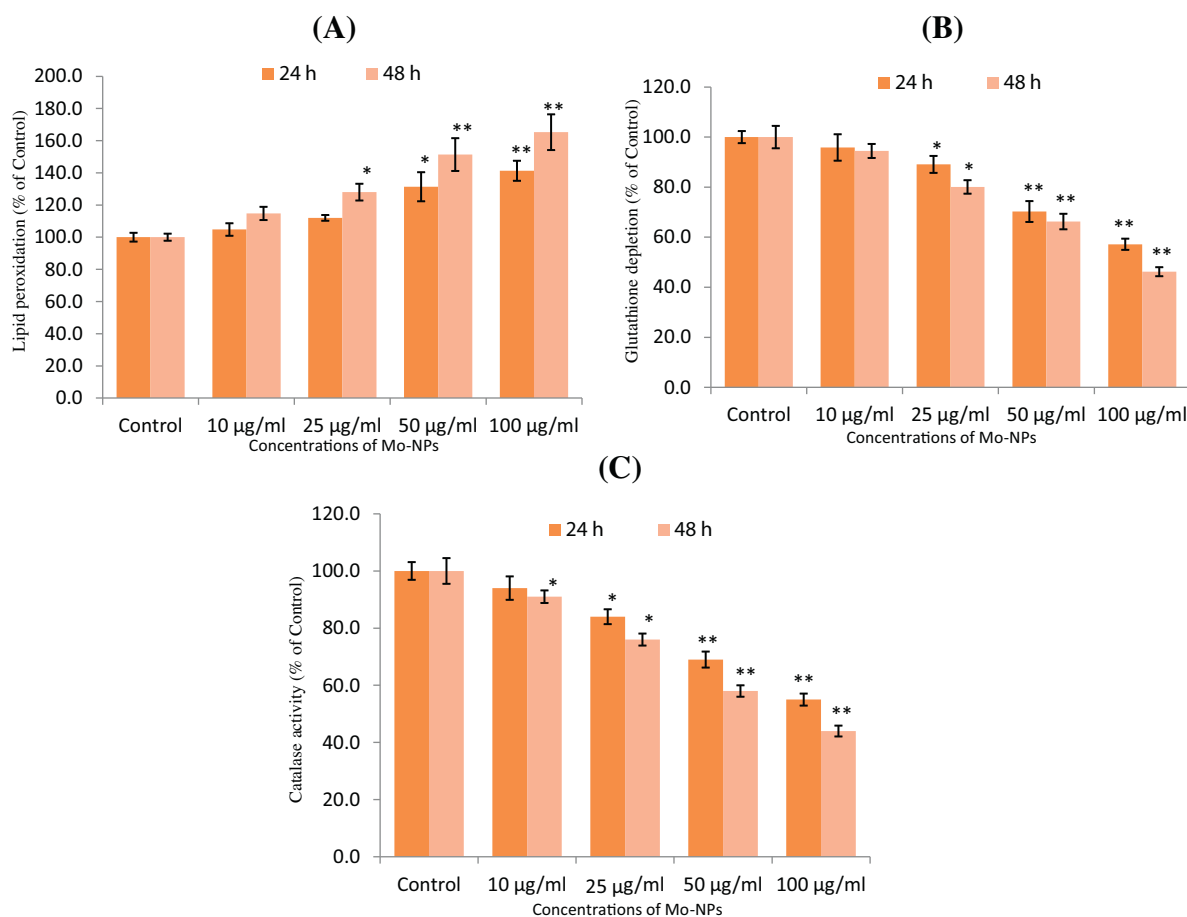 (A)
24 h 48 h
Lipid peroxidation (% of Control)
200.0
180.0
160.0
140.0
120.0
100.0
80.0
60.0
40.0
20.0
0.0
* * ** ** **
Control 10 µg/ml 25 µg/ml 50 µg/ml 100 µg/ml
Concentrations of Mo-NPs
(B)
24 h 48 h
Glutathione depletion (% of Control)
120.0
100.0
80.0
60.0
40.0
20.0
0.0
* * ** ** ** **
Control 10 µg/ml 25 µg/ml 50 µg/ml 100 µg/ml
Concentrations of Mo-NPs
(C)
24 h 48 h
Catalase activity (% of Control)
120.0
100.0
80.0
60.0
40.0
20.0
0.0
* * * ** ** ** **
Control 10 µg/ml 25 µg/ml 50 µg/ml 100 µg/ml
Concentrations of Mo-NPs